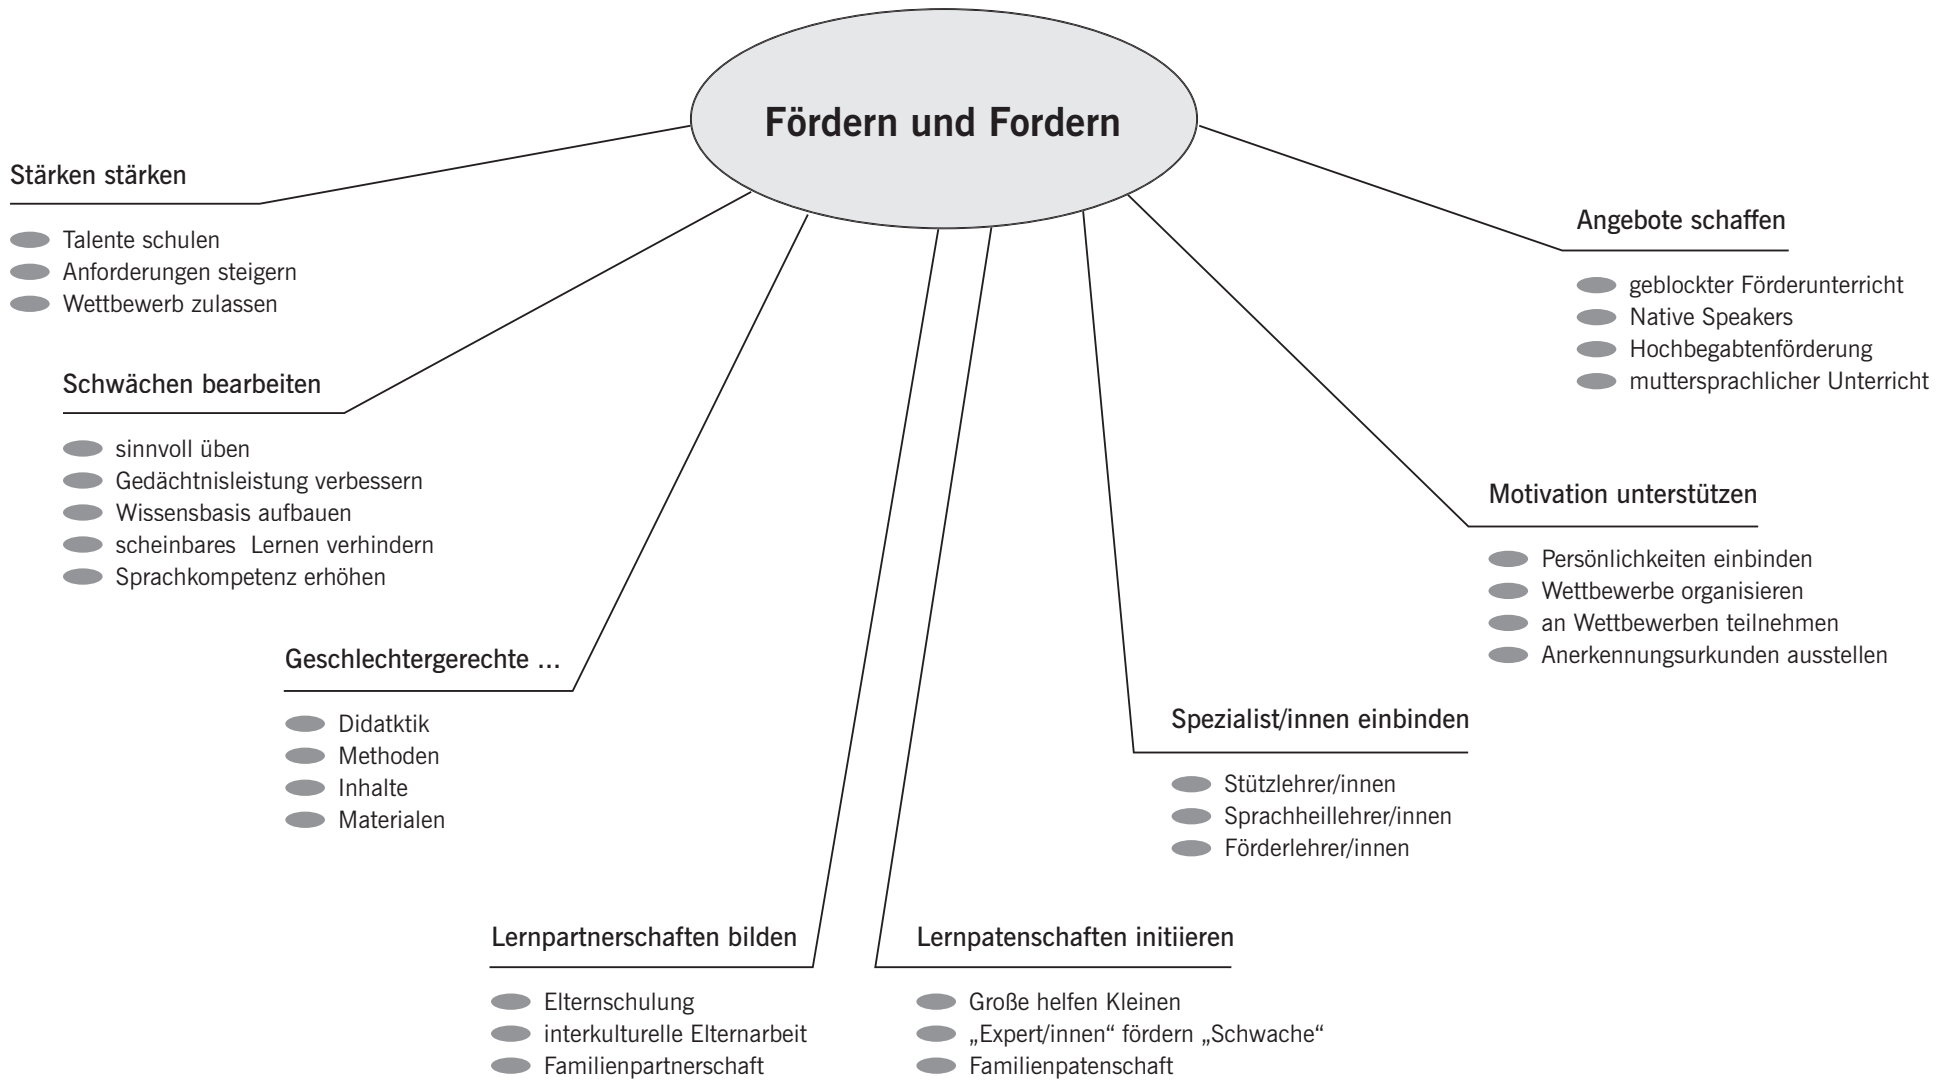 Fördern und Fordern
Stärken stärken
Talente schulen
Anforderungen steigern
Wettbewerb zulassen
Schwächen bearbeiten
sinnvoll üben
Gedächtnisleistung verbessern
Wissensbasis aufbauen
scheinbares  Lernen verhindern
Sprachkompetenz erhöhen
Geschlechtergerechte ...
Didatktik
Methoden
Inhalte
Materialen
Lernpartnerschaften bilden
Elternschulung
interkulturelle Elternarbeit
Familienpartnerschaft
Lernpatenschaften initiieren
Große helfen Kleinen
„Expert/innen“ fördern „Schwache“
Familienpatenschaft
Spezialist/innen einbinden
Stützlehrer/innen
Sprachheillehrer/innen
Förderlehrer/innen
Motivation unterstützen
Persönlichkeiten einbinden
Wettbewerbe organisieren
an Wettbewerben teilnehmen
Anerkennungsurkunden ausstellen
Angebote schaffen
geblockter Förderunterricht
Native Speakers
Hochbegabtenförderung
muttersprachlicher Unterricht